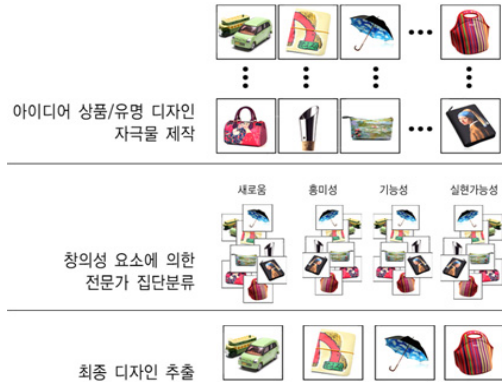 아이디어 상품/유명 디자인
자극물 제작
새로움 흥미성 기능성 실현가능성
창의성 요소에 의한
전문가 집단분류
최종 디자인 추출